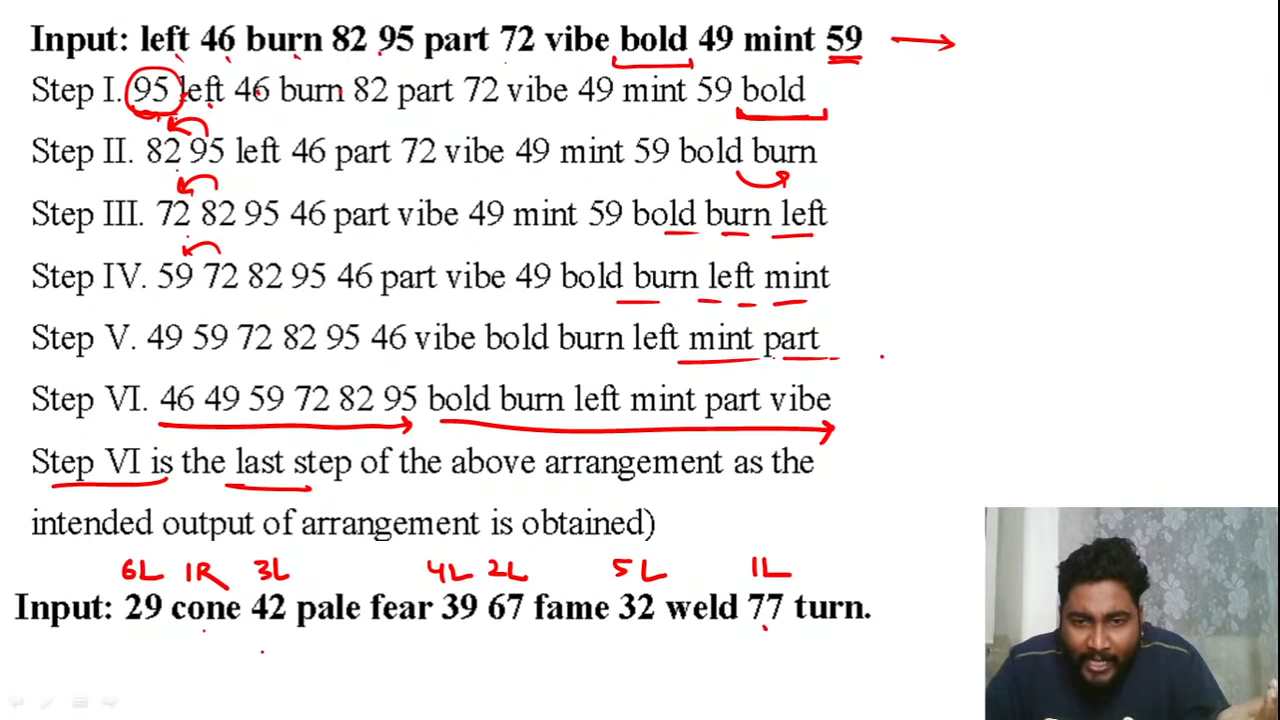 Input: left 46 burn 82 95 part 72 vibe bold 49 mint 59
Step I. 95 left 46 burn 82 part 72 vibe 49 mint 59 bold
Step II. 82 95 left 46 part 72 vibe 49 mint 59 bold burn
Step III. 72 82 95 46 part vibe 49 mint 59 bold burn left
Step IV. 59 72 82 95 46 part vibe 49 bold burn left mint
Step V. 49 59 72 82 95 46 vibe bold burn left mint part
Step VI. 46 49 59 72 82 95 bold burn left mint part vibe
Step VI is the last step of the above arrangement as the
intended output of arrangement is obtained)
6L 1R 3L 4L 2L 5L 1L
Input: 29 cone 42 pale fear 39 67 fame 32 weld 77 turn.